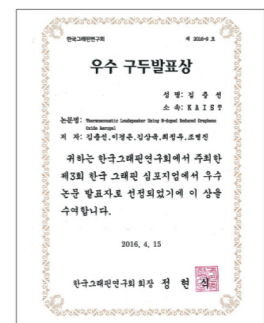 한국그래핀연구회 제 2016-6 호
우수 구두발표상
성 명: 김 충 선
소 속: K A I S T
논문명: Thermoacoustic Loudspeaker Using N-doped Reduced Graphene
Oxide Aerogel
저 자: 김충선, 이경은, 김상욱, 최정우, 조병진
귀하는 한국그래핀연구회에서 주최한
제3회 한국 그래핀 심포지엄에서 우수
논문 발표자로 선정되었기에 이 상을
수여합니다.
2016. 4. 15
한국그래핀연구회 회장 정 현 식